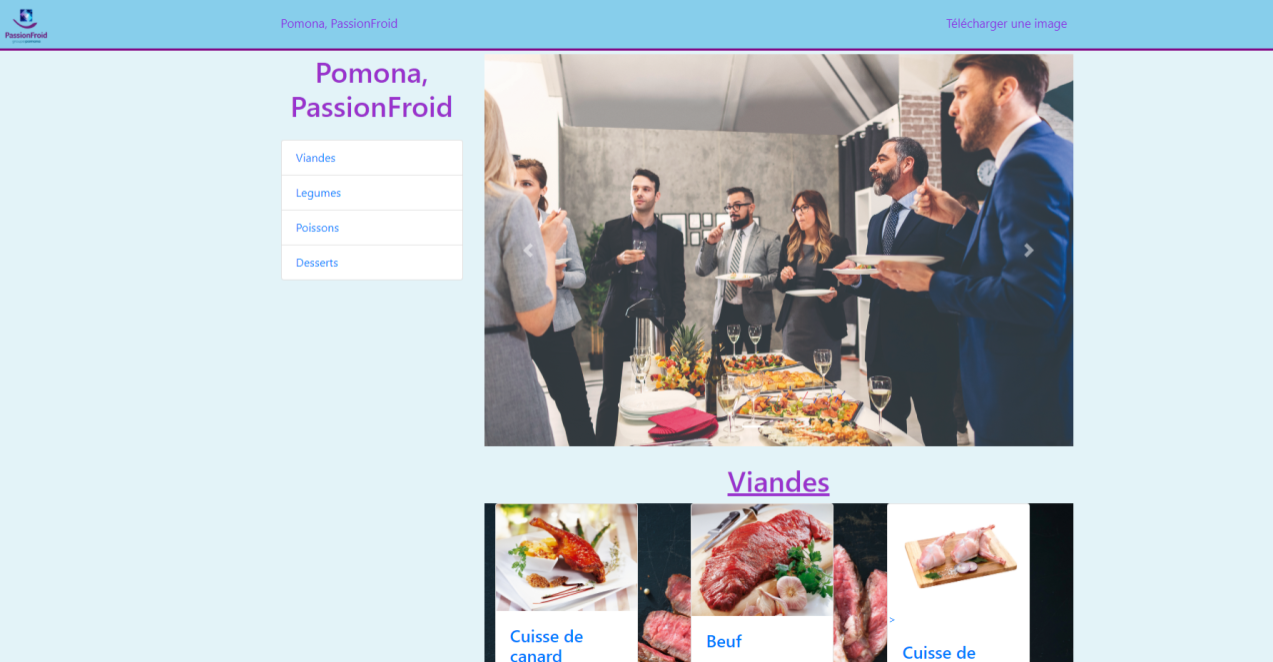 PassionFroid
Pomona, PassionFroid
Télécharger une image
Pomona,
PassionFroid
Viandes
Legumes
Poissons
Desserts
Viandes
Cuisse de
canard
Beuf
>
Cuisse de